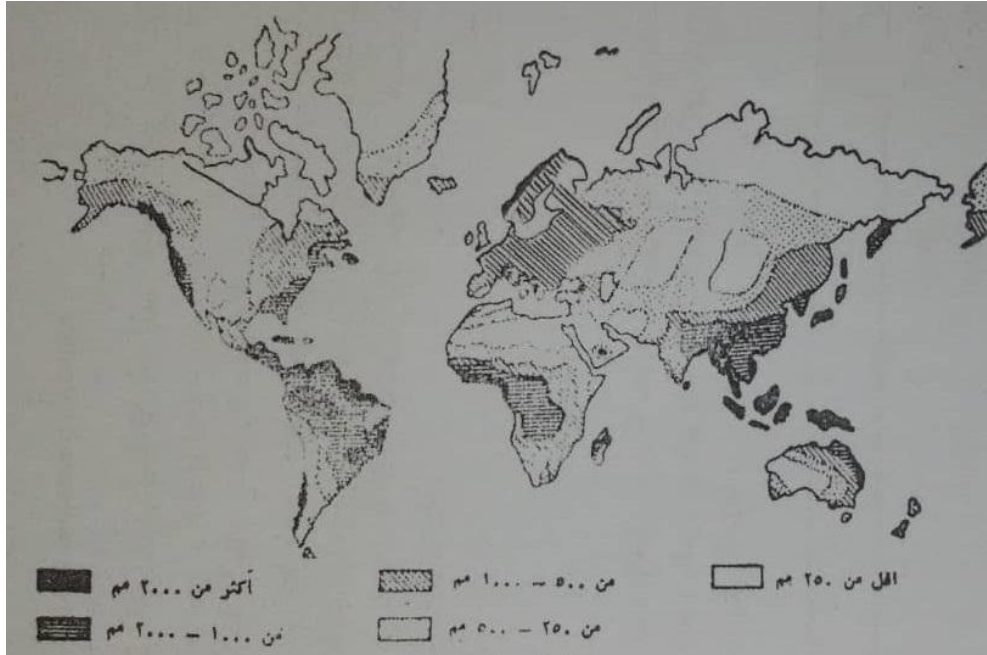 أكثر من ٢٠٠٠ مم
من ١٠٠٠ – ٢٠٠٠ مم
من ٥٠٠ – ١٠٠٠ مم
من ٢٥٠ – ٥٠٠ مم
اقل من ٢٥٠ مم